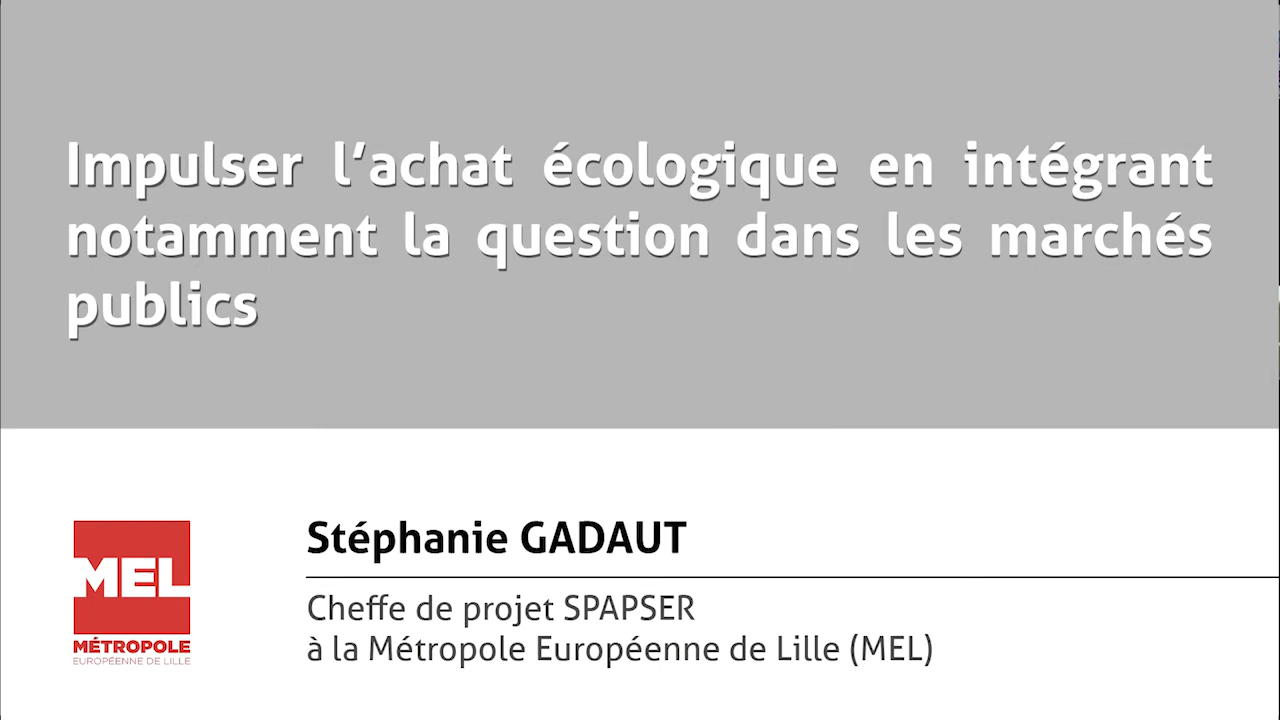 Impulser l’achat écologique en intégrant
notamment la question dans les marchés
publics
MEL
MÉTROPOLE
EUROPÉENNE DE LILLE
Stéphanie GADAUT
Cheffe de projet SPAPSER
à la Métropole Européenne de Lille (MEL)